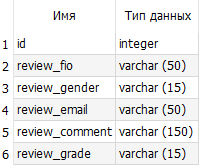 Имя Тип данных
1 id integer
2 review_fio varchar (50)
3 review_gender varchar (15)
4 review_email varchar (50)
5 review_comment varchar (150)
6 review_grade varchar (15)